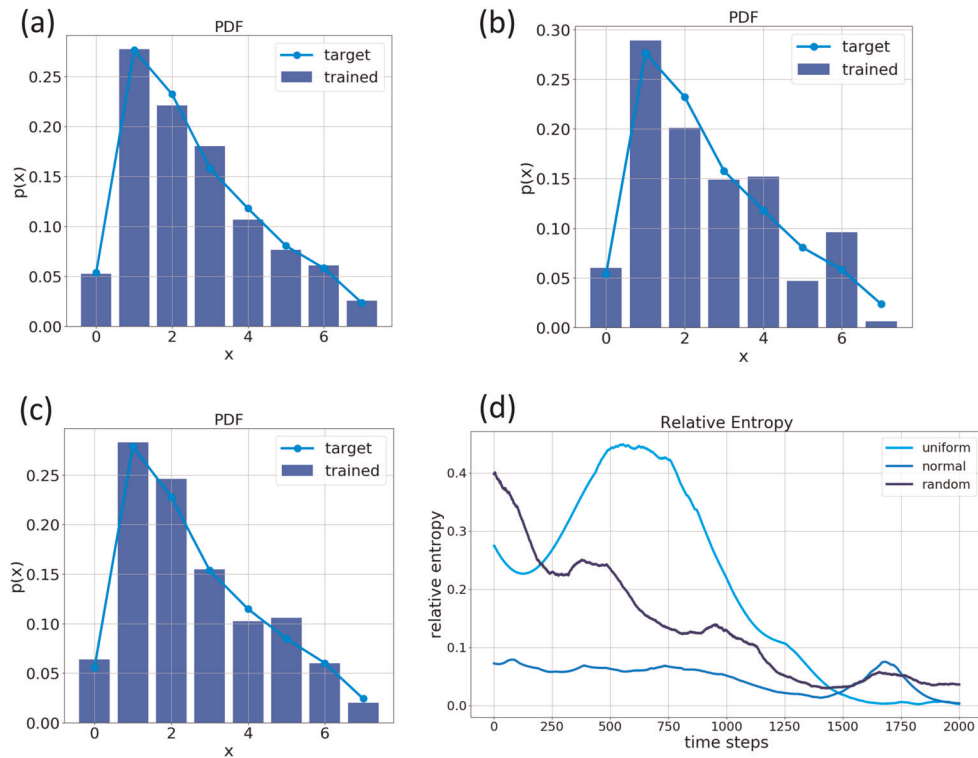 (a)
PDF
target
trained
0.25
0.20
0.15
0.10
0.05
0.00
p(x)
0 2 4 6
x
(b)
PDF
target
trained
0.30
0.25
0.20
0.15
0.10
0.05
0.00
p(x)
0 2 4 6
x
(c)
PDF
target
trained
0.25
0.20
0.15
0.10
0.05
0.00
p(x)
0 2 4 6
x
(d)
Relative Entropy
uniform
normal
random
0.4
0.3
0.2
0.1
0.0
relative entropy
0 250 500 750 1000 1250 1500 1750 2000
time steps